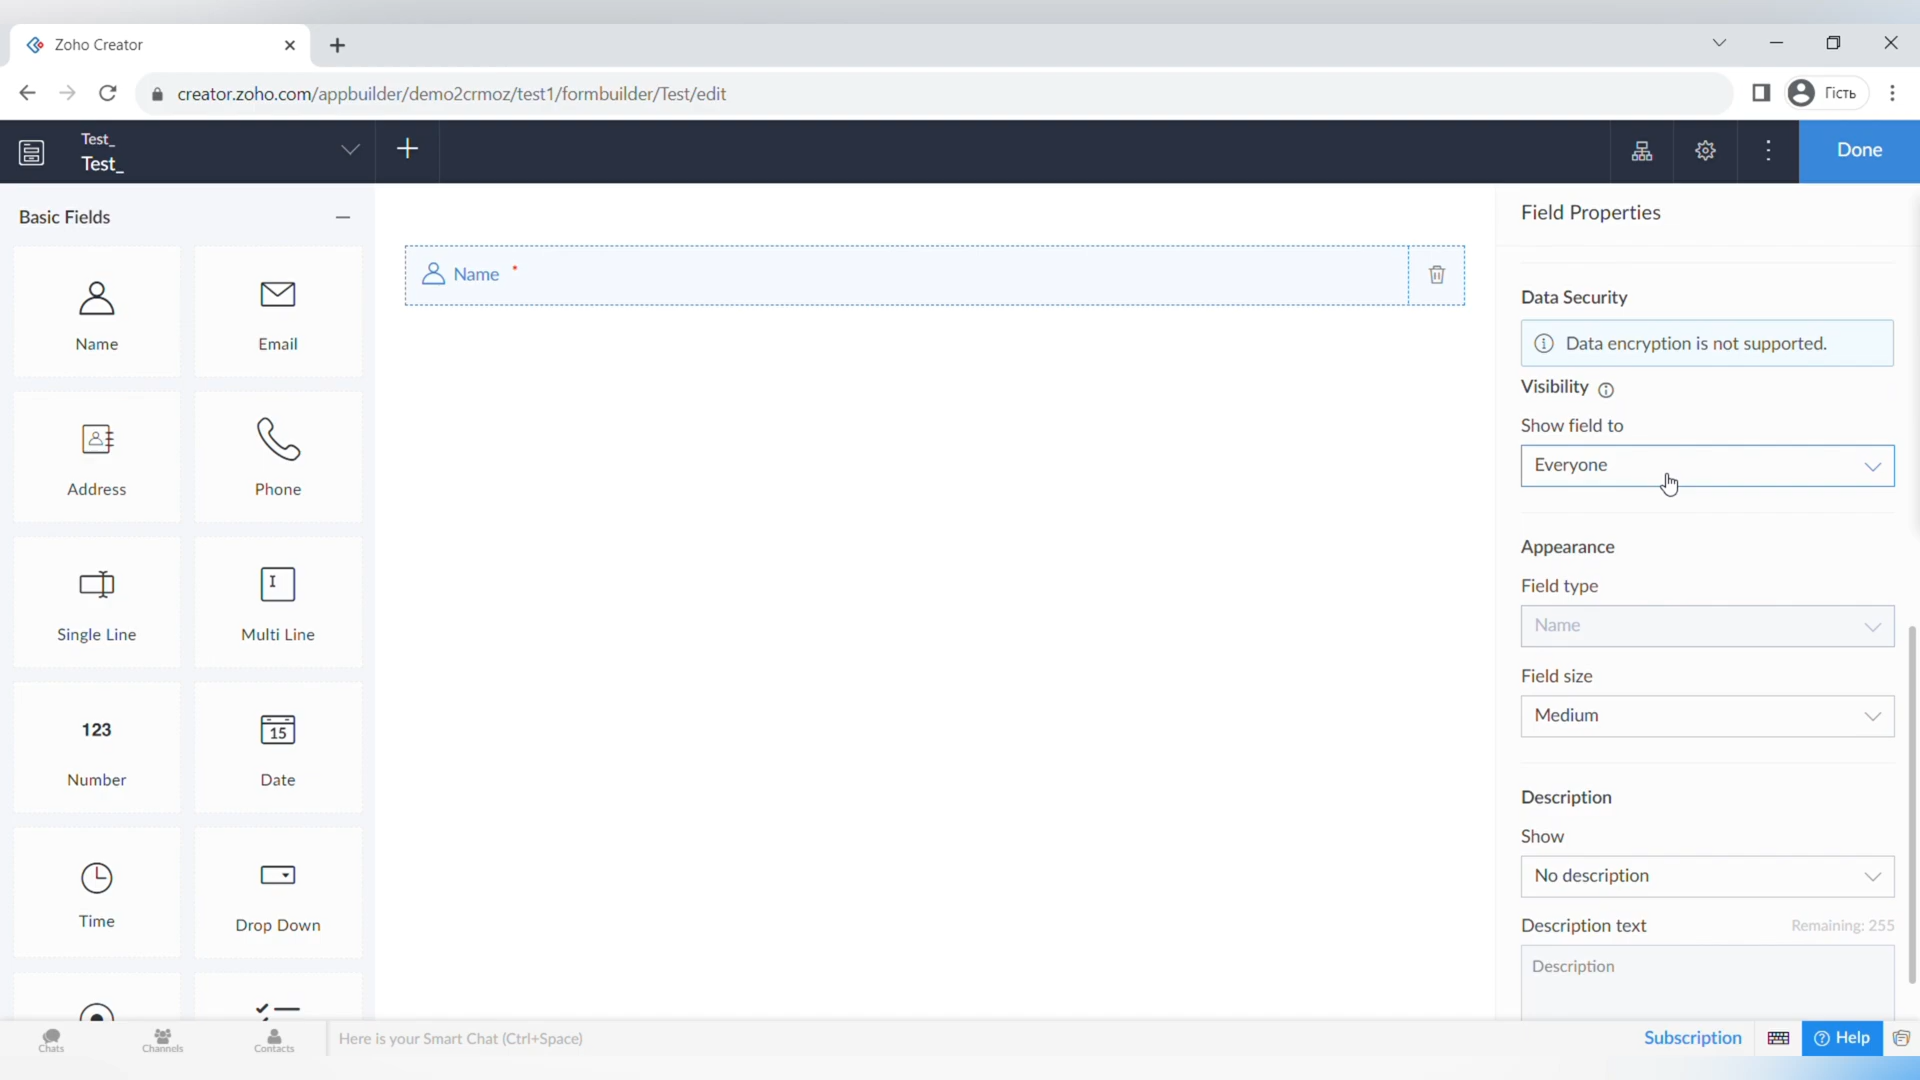 Zoho Creator
creator.zoho.com/appbuilder/demo2crmoz/test1/formbuilder/Test/edit
Гість
Test_
Test_
Done
Basic Fields
Name
Email
Address
Phone
I
Single Line
Multi Line
123
15
Number
Date
Time
Drop Down
Name *
Field Properties
Data Security
Data encryption is not supported.
Visibility
Show field to
Everyone
Appearance
Field type
Name
Field size
Medium
Description
Show
No description
Description text
Remaining: 255
Description
Chats
Channels
Contacts
Here is your Smart Chat (Ctrl+Space)
Subscription
Help